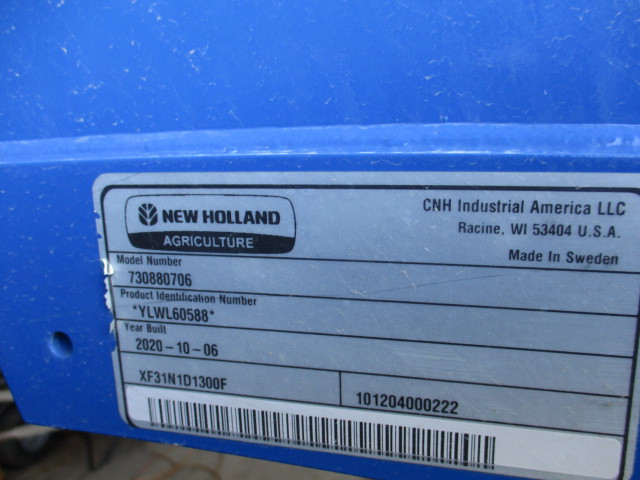 NEW HOLLAND
AGRICULTURE
CNH Industrial America LLC
Racine, WI 53404 U.S.A.
Made In Sweden
Model Number
730880706
Product Identification Number
*YLWL60588*
Year Built
2020-10-06
XF31N1D1300F
101204000222